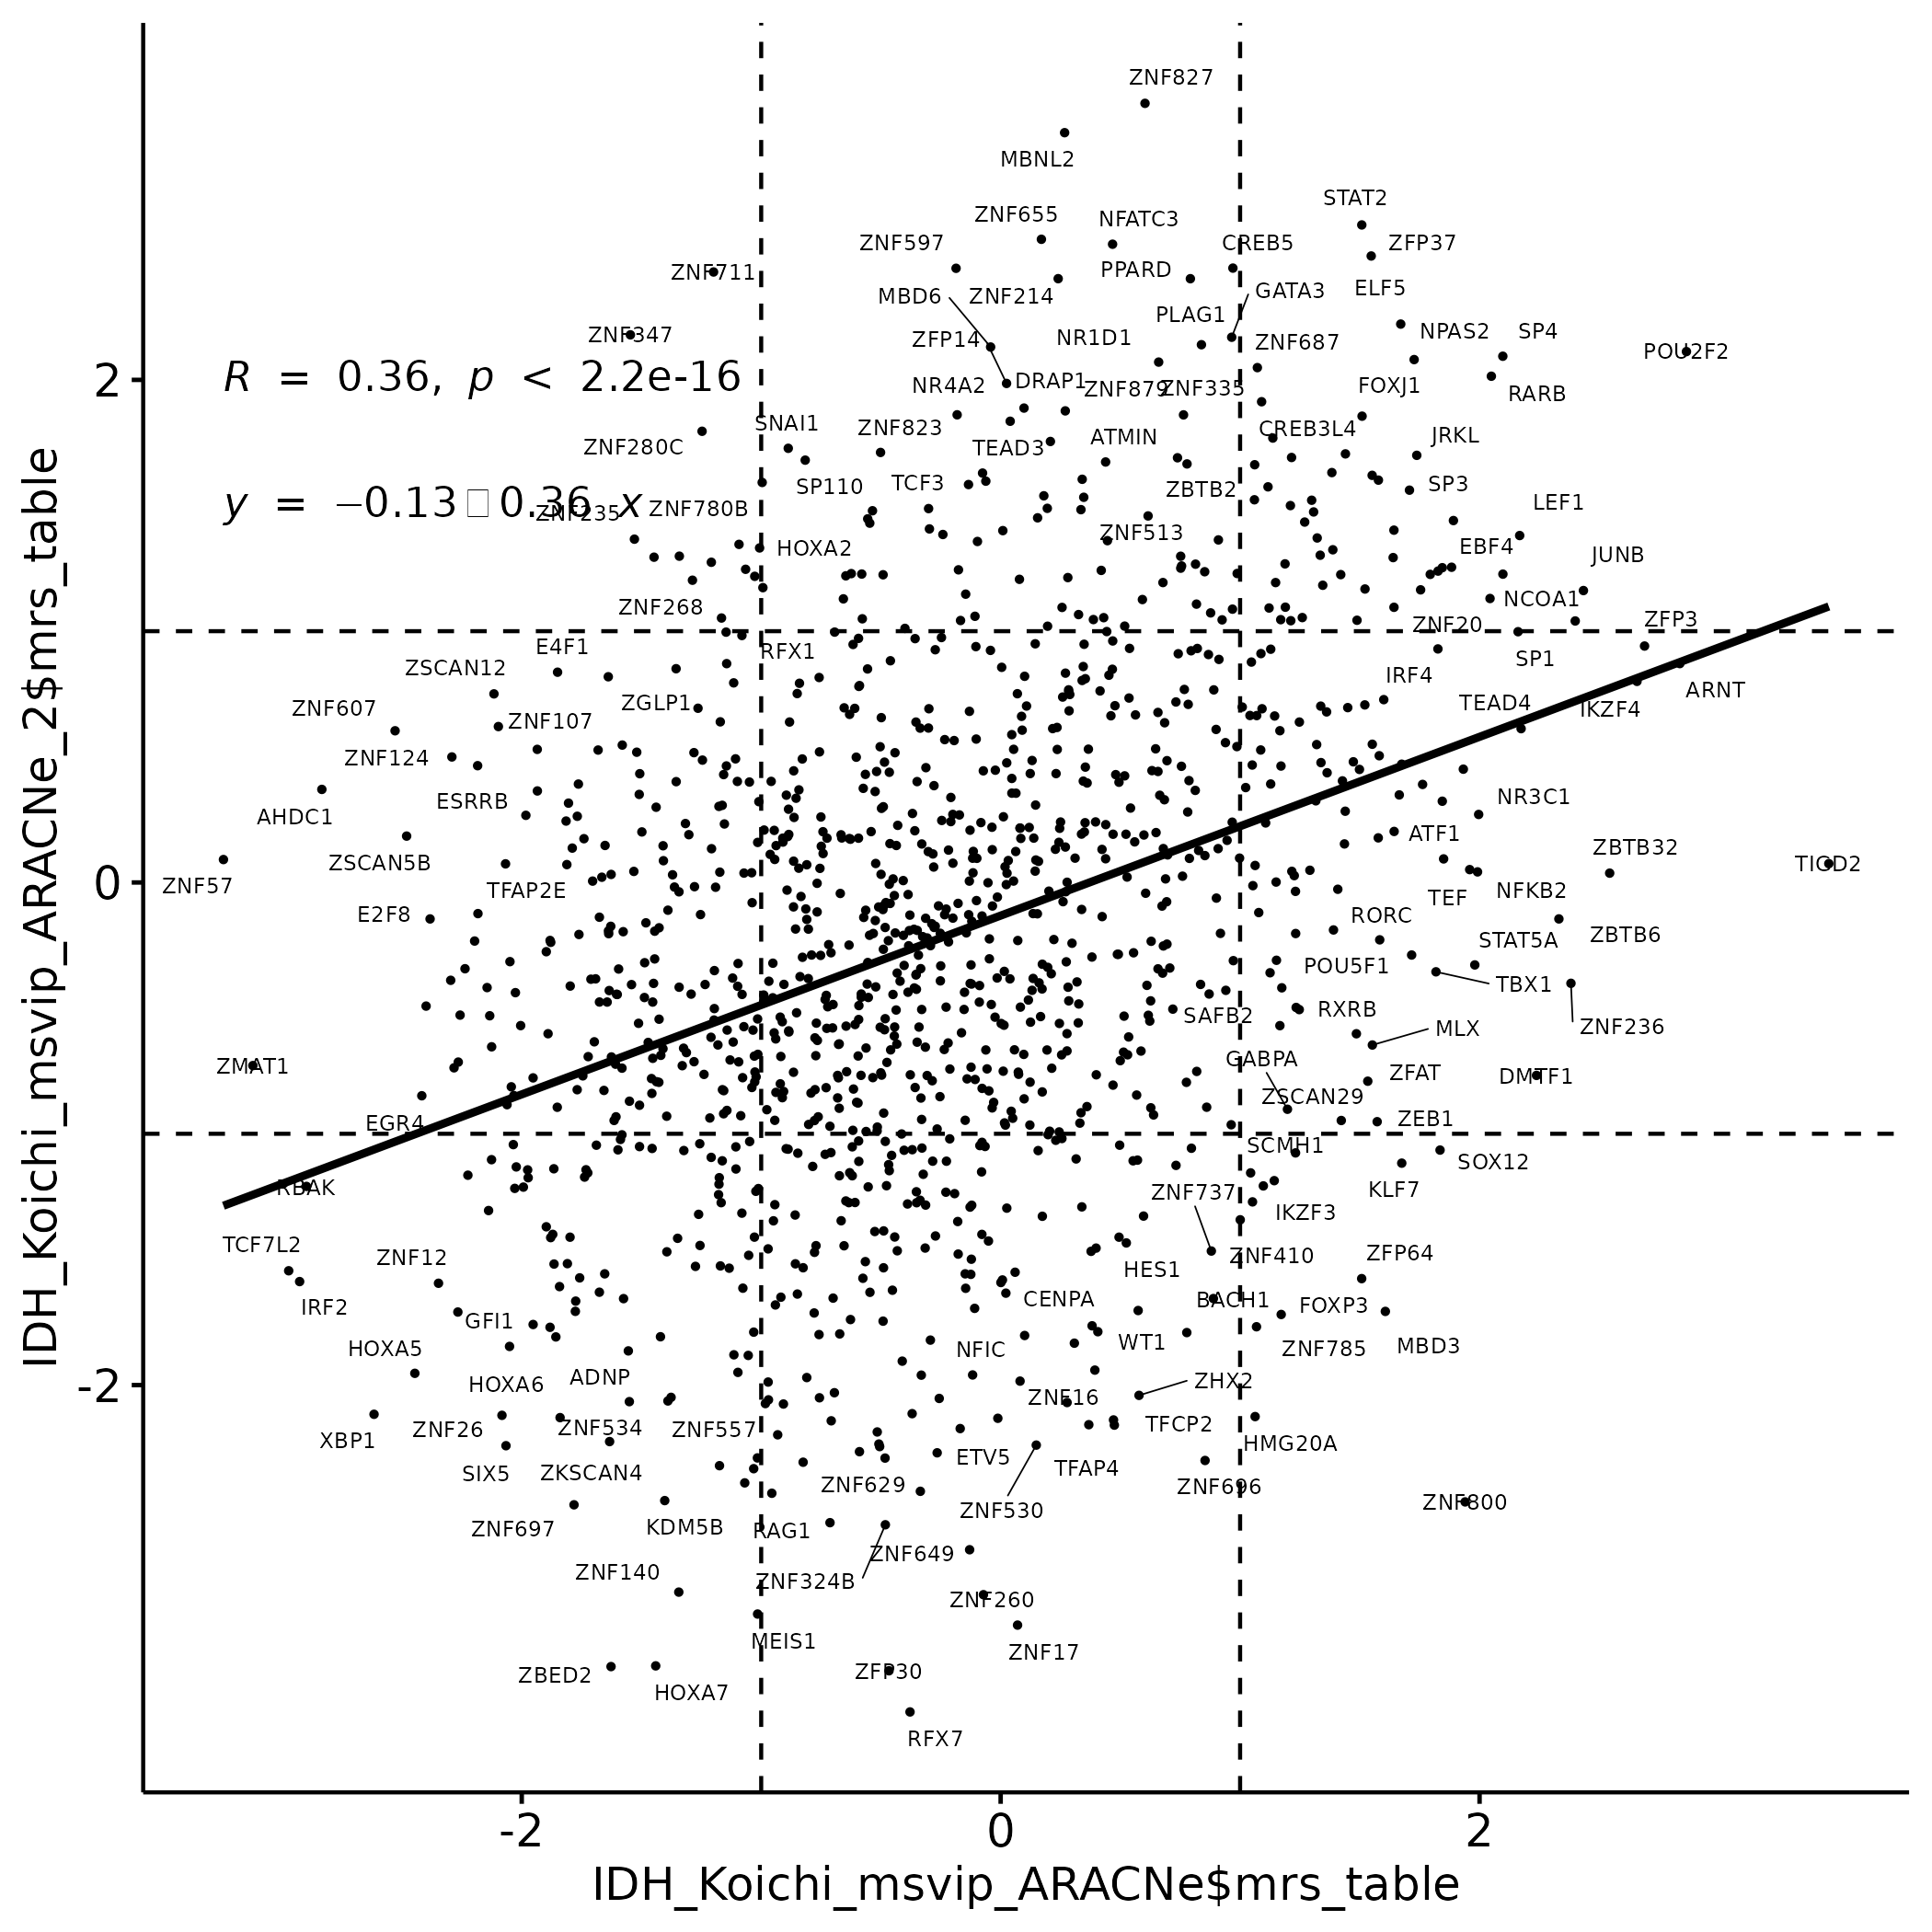 ZNF827
MBNL2
STAT2
ZNF655
NFATC3
ZNF597
CREB5
ZFP37
PPARD
ZNF711
MBD6
ZNF214
GATA3
ELF5
PLAG1
ZNF347
ZFP14
NR1D1
ZNF687
NPAS2
SP4
POU2F2
R = 0.36, p < 2.2e-16
2
NR4A2
DRAP1
ZNF879
ZNF335
FOXJ1
RARB
SNAI1
ZNF823
CREB3L4
ZNF280C
TEAD3
ATMIN
JRKL
SP110
TCF3
ZBTB2
SP3
y = −0.13 □ 0.36 x
ZNF235
ZNF780B
LEF1
ZNF513
HOXA2
EBF4
JUNB
ZNF268
NCOA1
ZNF20
ZFP3
E4F1
RFX1
SP1
ZSCAN12
IRF4
ARNT
ZNF607
ZGLP1
TEAD4
IKZF4
ZNF107
ZNF124
ESRRB
NR3C1
AHDC1
ATF1
ZBTB32
ZSCAN5B
TIGD2
0
ZNF57
TFAP2E
TEF
NFKB2
E2F8
RORC
STAT5A
ZBTB6
POU5F1
TBX1
SAFB2
RXRB
MLX
ZNF236
ZMAT1
GABPA
ZFAT
DMTF1
ZSCAN29
EGR4
ZEB1
SCMH1
SOX12
RBAK
ZNF737
KLF7
IKZF3
TCF7L2
ZNF12
ZNF410
ZFP64
HES1
IRF2
GFI1
CENPA
BACH1
FOXP3
HOXA5
NFIC
WT1
ZNF785
MBD3
-2
HOXA6
ADNP
ZNF16
ZHX2
XBP1
ZNF26
ZNF534
ZNF557
TFCP2
HMG20A
SIX5
ZKSCAN4
ETV5
TFAP4
ZNF629
ZNF696
ZNF530
ZNF800
ZNF697
KDM5B
RAG1
ZNF649
ZNF140
ZNF324B
ZNF260
MEIS1
ZNF17
ZBED2
ZFP30
HOXA7
RFX7
-2
0
2
IDH_Koichi_msvip_ARACNe$mrs_table
IDH_Koichi_msvip_ARACNe_2$mrs_table